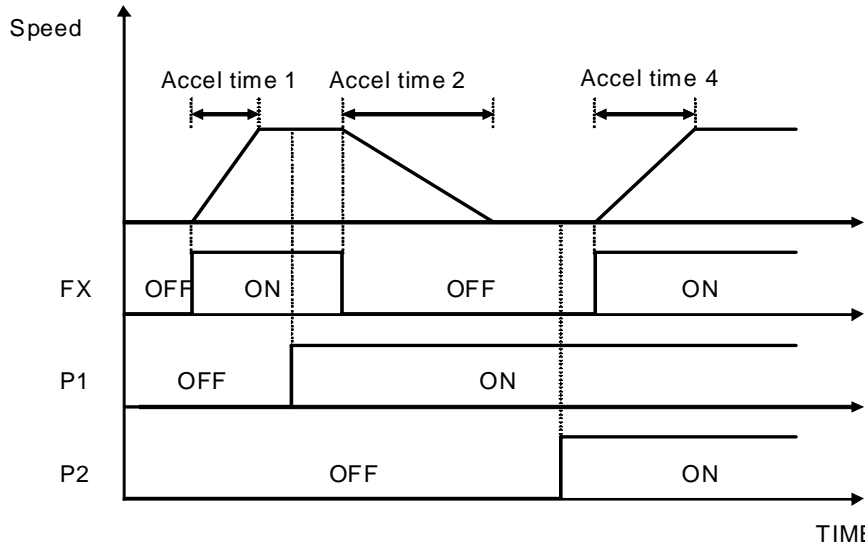 Speed
Accel time 1 Accel time 2 Accel time 4
FX OFF ON OFF ON
P1 OFF ON
P2 OFF ON
TIME